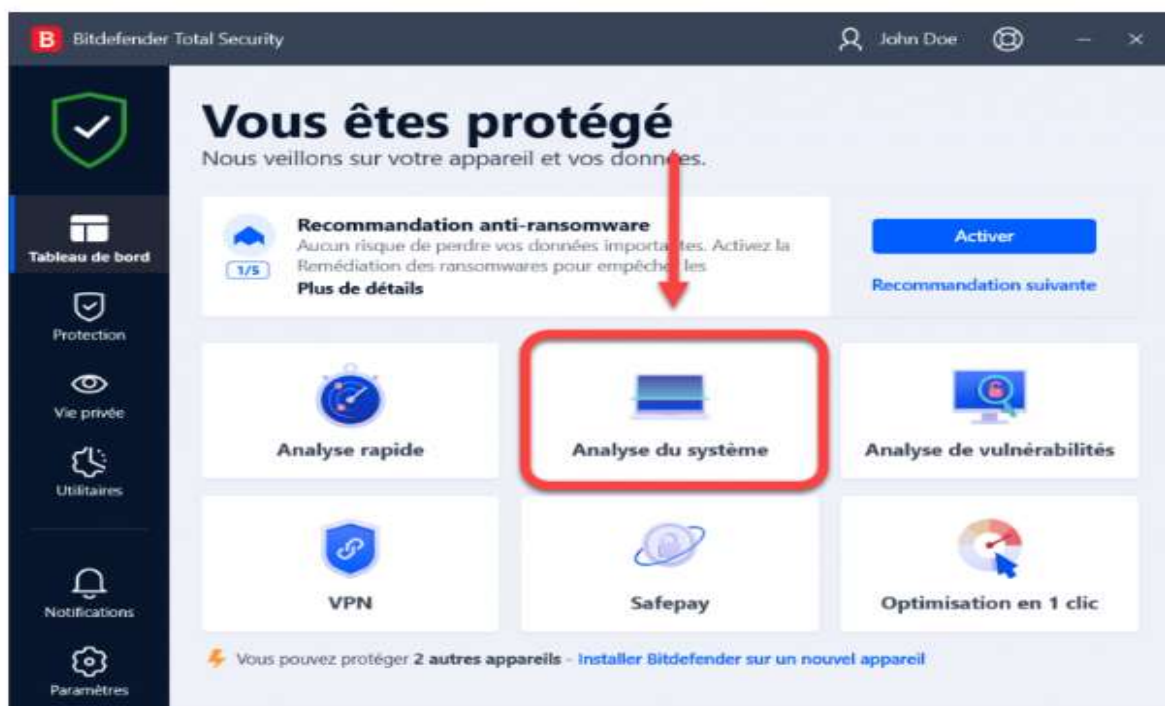 B Bitdefender Total Security
John Doe
Vous êtes protégé
Nous veillons sur votre appareil et vos données.
Recommandation anti-ransomware
Aucun risque de perdre vos données importantes. Activez la
Remédiation des ransomwares pour empêcher les
Plus de détails
1/5
Activer
Recommandation suivante
Tableau de bord
Protection
Vie privée
Utilitaires
Notifications
Paramètres
Analyse rapide
Analyse du système
Analyse de vulnérabilités
VPN
Safepay
Optimisation en 1 clic
Vous pouvez protéger 2 autres appareils - Installer Bitdefender sur un nouvel appareil